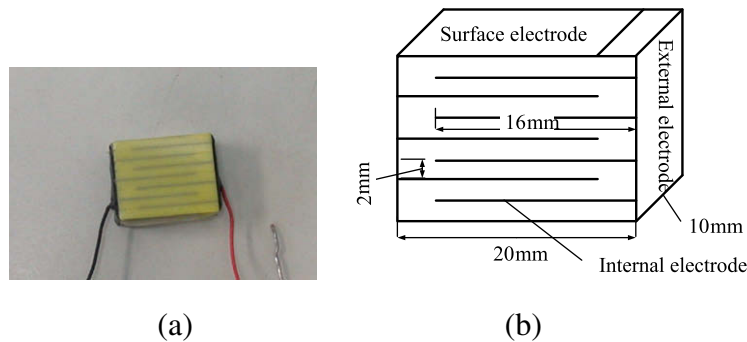 Surface electrode
External electrode
16mm
2mm
20mm
10mm
Internal electrode
(a)
(b)